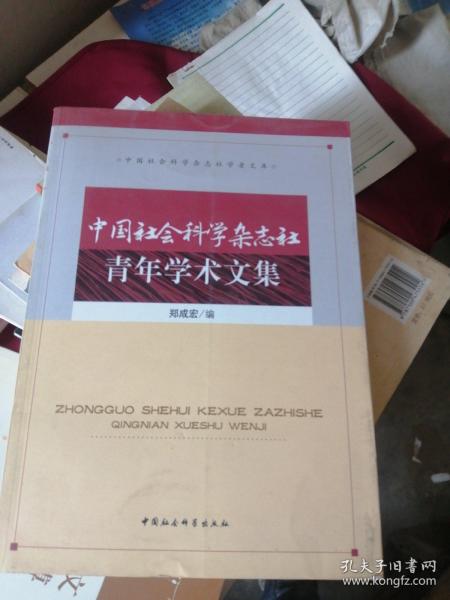 中国社会科学杂志社学者文库
中国社会科学杂志社
青年学术文集
郑成宏/编
ZHONGGUO SHEHUI KEXUE ZAZHISHE
QINGNIAN XUESHU WENJI
中国社会科学出版社
孔夫子旧书网
www.kongfz.com